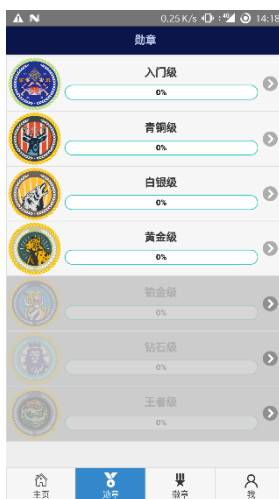 0.25 K/s 4G 14:18
勋章
入门级
0%
青铜级
0%
白银级
0%
黄金级
0%
铂金级
0%
钻石级
0%
王者级
0%
主页 勋章 徽章 我